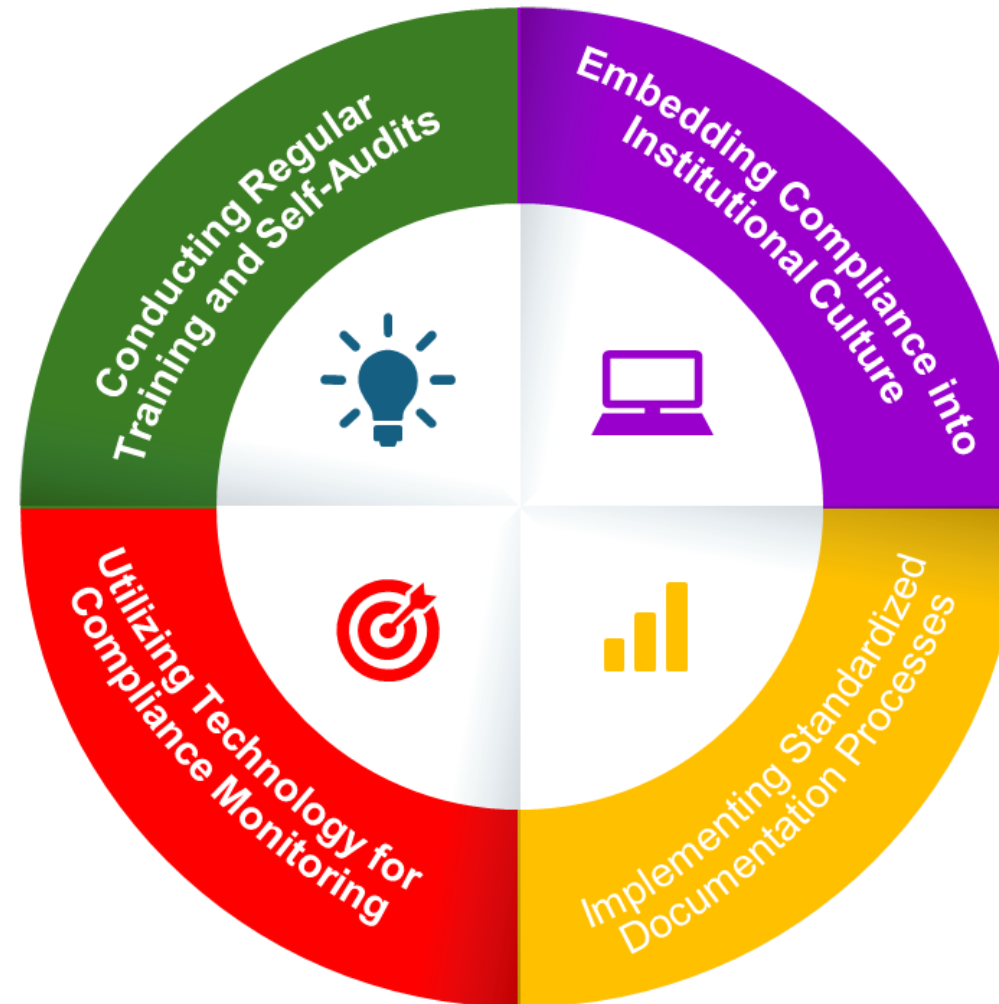 Conducting Regular
Training and Self-Audits
Embedding Compliance into
Institutional Culture
Utilizing Technology for
Compliance Monitoring
Implementing Standardized
Documentation Processes